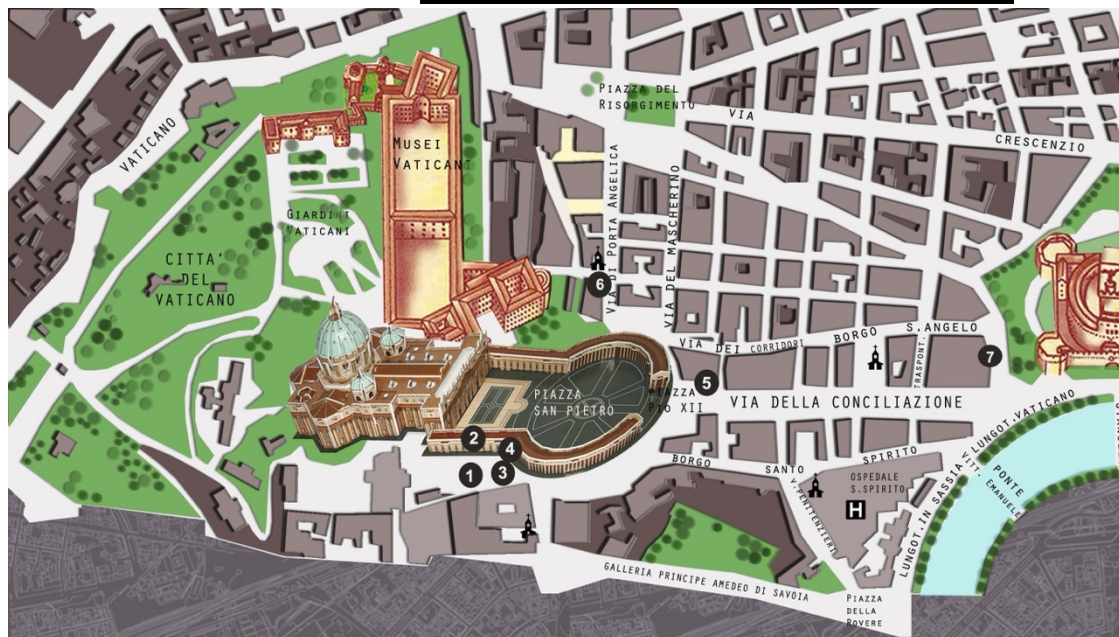 PIAZZA DEL
RISORGIMENTO
VIA
CRESCENZIO
VATICANO
MUSEI
VATICANI
VIA DI PORTA ANGELICA
VIA DEL MASCHERINO
GIARDINI
VATICANI
CITTA'
DEL
VATICANO
6
VIA DEI CORRIDORI
BORGO
S.ANGELO
TRASPONT.
7
5
PIAZZA
PIO XII
PIAZZA
SAN PIETRO
VIA DELLA CONCILIAZIONE
2
4
1
3
BORGO
SANTO
SPIRITO
V.PENITENZIERI
OSPEDALE
S.SPIRITO
H
LUNGOT.IN SASSIA
LUNGOT.VATICANO
PONTE
VITT. EMANUELE
GALLERIA PRINCIPE AMEDEO DI SAVOIA
PIAZZA
DELLA
ROVERE